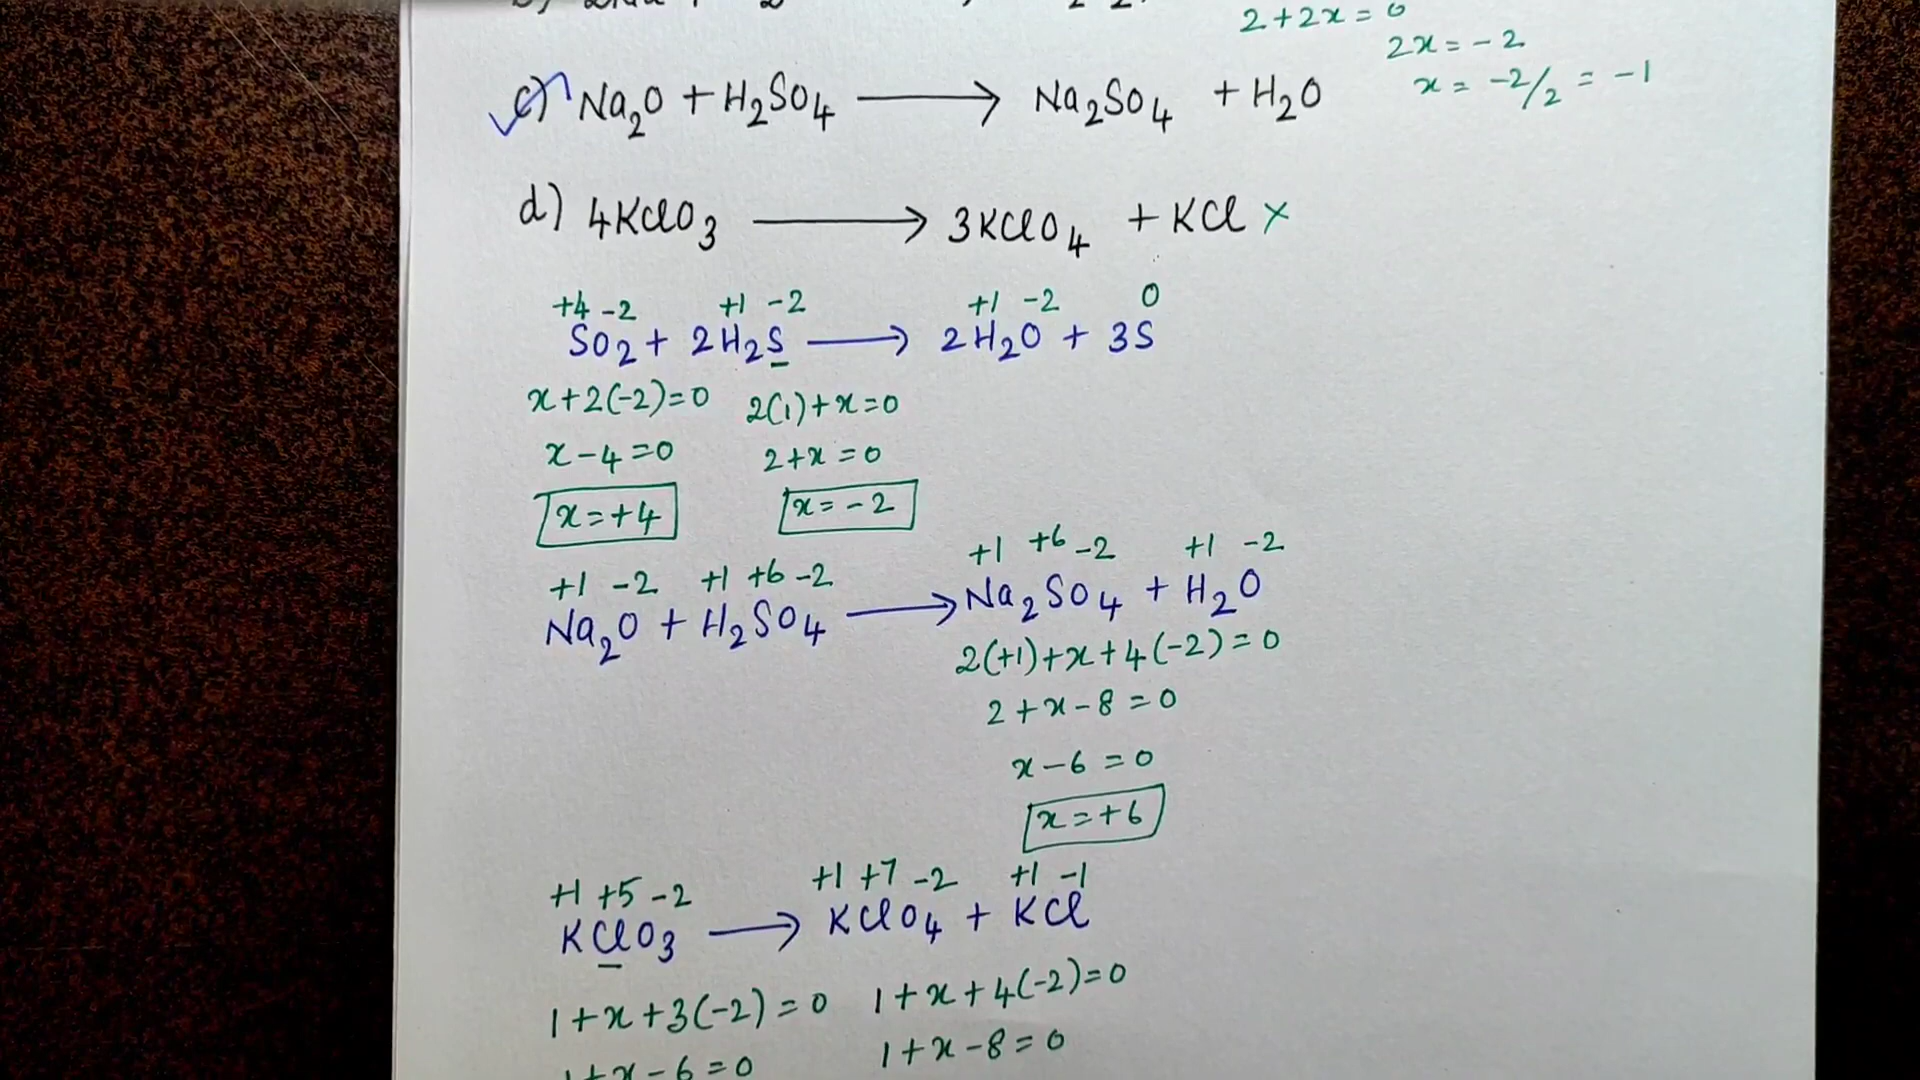 2+2x = 0
2x = -2
x = -2/2 = -1
c) Na₂O + H₂SO₄ ⟶ Na₂SO₄ + H₂O
d) 4KClO₃ ⟶ 3KClO₄ + KCl ×
+4 -2 +1 -2 +1 -2 0
SO₂ + 2H₂S ⟶ 2H₂O + 3S
x+2(-2)=0 2(1)+x=0
x-4=0 2+x=0
x=+4 x=-2
+1 -2 +1 +6 -2 +1 +6 -2 +1 -2
Na₂O + H₂SO₄ ⟶ Na₂SO₄ + H₂O
2(+1)+x+4(-2)=0
2+x-8=0
x-6=0
x=+6
+1 +5 -2 +1 +7 -2 +1 -1
KClO₃ ⟶ KClO₄ + KCl
1+x+3(-2)=0 1+x+4(-2)=0
1+x-6=0 1+x-8=0